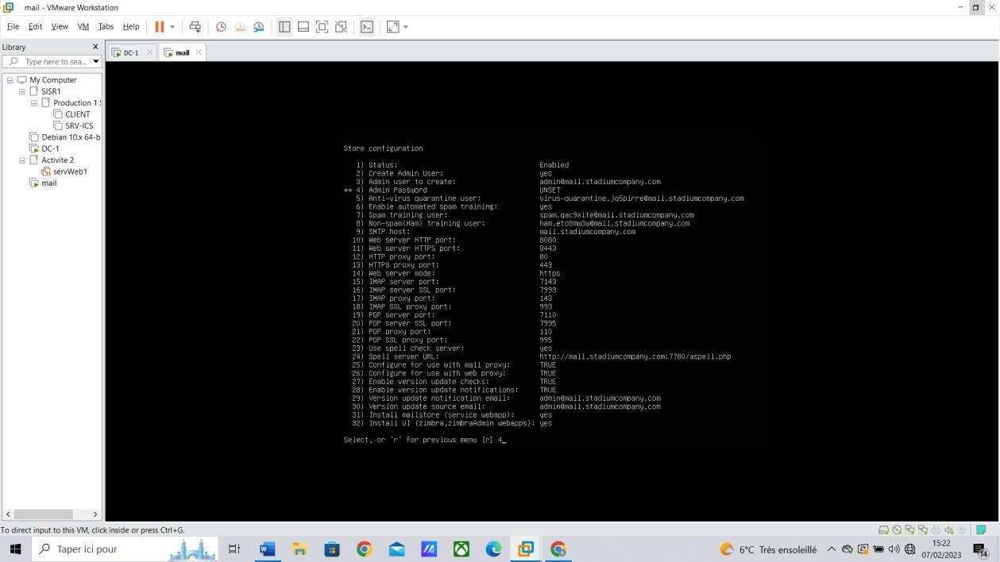 mail - VMware Workstation
File Edit View VM Tabs Help
Library
Type here to sea...
My Computer
SISR1
Production 1
CLIENT
SRV-ICS
Debian 10.x 64-b
DC-1
Activite 2
servWeb1
mail
DC-1
mail
Store configuration
1) Status: Enabled
2) Create Admin User: yes
3) Admin user to create: admin@mail.stadiumcompany.com
** 4) Admin Password UNSET
5) Anti-virus quarantine user: virus-quarantine.jq5pirre@mail.stadiumcompany.com
6) Enable automated spam training: yes
7) Spam training user: spam.qac9xite@mail.stadiumcompany.com
8) Non-spam(Ham) training user: ham.eto8mu3w@mail.stadiumcompany.com
9) SMTP host: mail.stadiumcompany.com
10) Web server HTTP port: 8080
11) Web server HTTPS port: 8443
12) HTTP proxy port: 80
13) HTTPS proxy port: 443
14) Web server mode: https
15) IMAP server port: 7143
16) IMAP server SSL port: 7993
17) IMAP proxy port: 143
18) IMAP SSL proxy port: 993
19) POP server port: 7110
20) POP server SSL port: 7995
21) POP proxy port: 110
22) POP SSL proxy port: 995
23) Use spell check server: yes
24) Spell server URL: http://mail.stadiumcompany.com:7780/aspell.php
25) Configure for use with mail proxy: TRUE
26) Configure for use with web proxy: TRUE
27) Enable version update checks: TRUE
28) Enable version update notifications: TRUE
29) Version update notification email: admin@mail.stadiumcompany.com
30) Version update source email: admin@mail.stadiumcompany.com
31) Install mailstore (service webapp): yes
32) Install UI (zimbra,zimbraAdmin webapps): yes
Select, or 'r' for previous menu [r] 4_
To direct input to this VM, click inside or press Ctrl+G.
Taper ici pour
6°C Très ensoleillé
15:22
07/02/2023
14